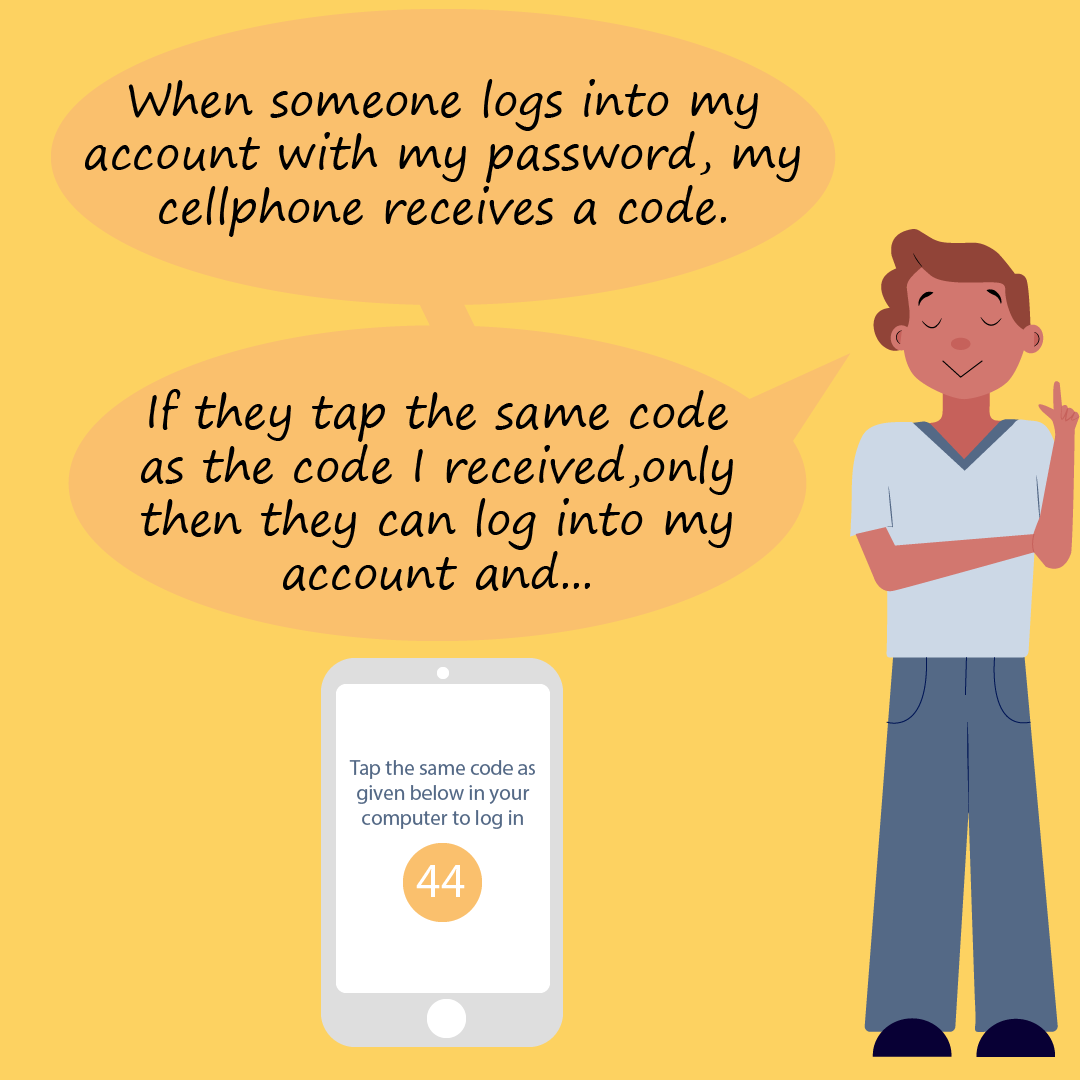 When someone logs into my
account with my password, my
cellphone receives a code.
If they tap the same code
as the code I received,only
then they can log into my
account and...
Tap the same code as
given below in your
computer to log in
44